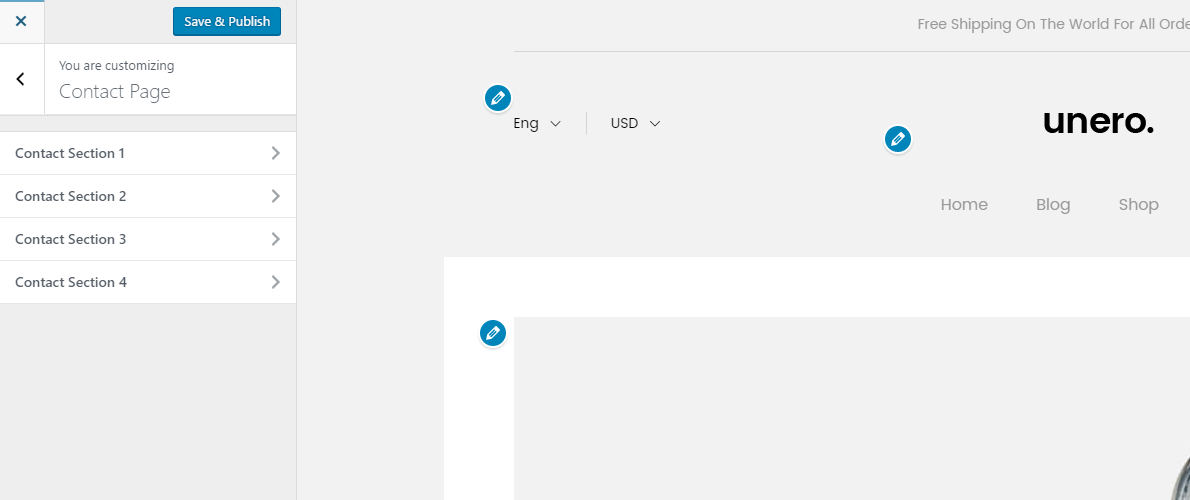 Save & Publish
You are customizing
Contact Page
Contact Section 1
Contact Section 2
Contact Section 3
Contact Section 4
Free Shipping On The World For All
Eng
USD
unero.
Home Blog Shop